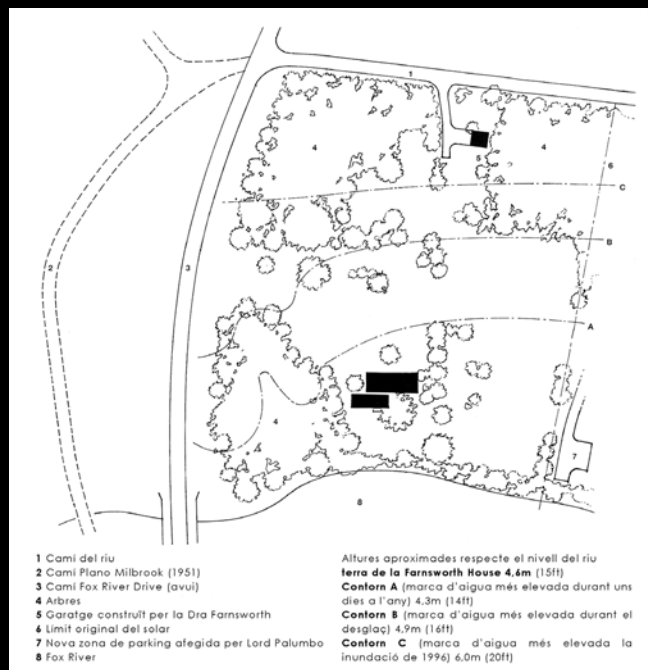 1
4
4
5
6
C
2
3
B
A
4
7
8
1 Camí del riu
2 Camí Plano Milbrook (1951)
3 Camí Fox River Drive (avui)
4 Arbres
5 Garatge construït per la Dra Farnsworth
6 Límit original del solar
7 Nova zona de parking afegida per Lord Palumbo
8 Fox River
Altures aproximades respecte el nivell del riu
terra de la Farnsworth House 4,6m (15ft)
Contorn A (marca d'aigua més elevada durant uns
dies a l'any) 4,3m (14ft)
Contorn B (marca d'aigua més elevada durant el
desglaç) 4,9m (16ft)
Contorn C (marca d'aigua més elevada la
inundació de 1996) 6,0m (20ft)